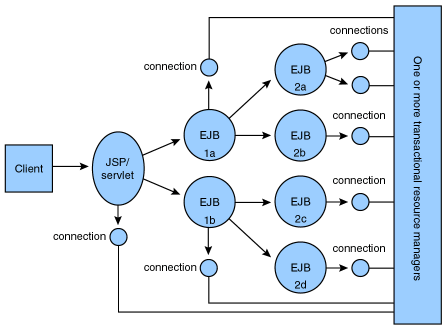 connections
connection
EJB
2a
EJB
1a
EJB
2b
connection
JSP/
servlet
Client
connection
EJB
1b
EJB
2c
connection
connection
EJB
2d
connection
One or more transactional resource managers